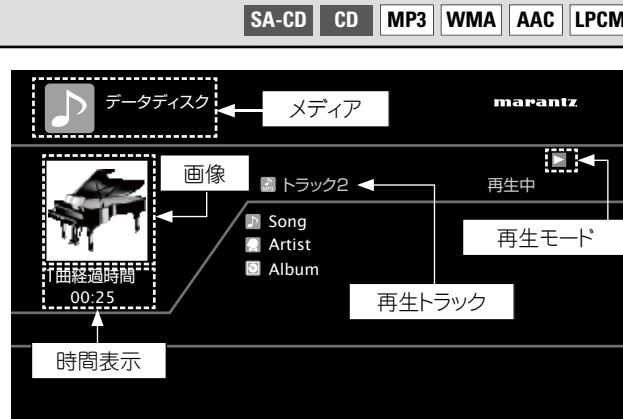 SA-CD CD MP3 WMA AAC LPCM
データディスク メディア marantz
画像 トラック2 再生中
Song
再生モード
Artist
Album
1曲経過時間
00:25
再生トラック
時間表示